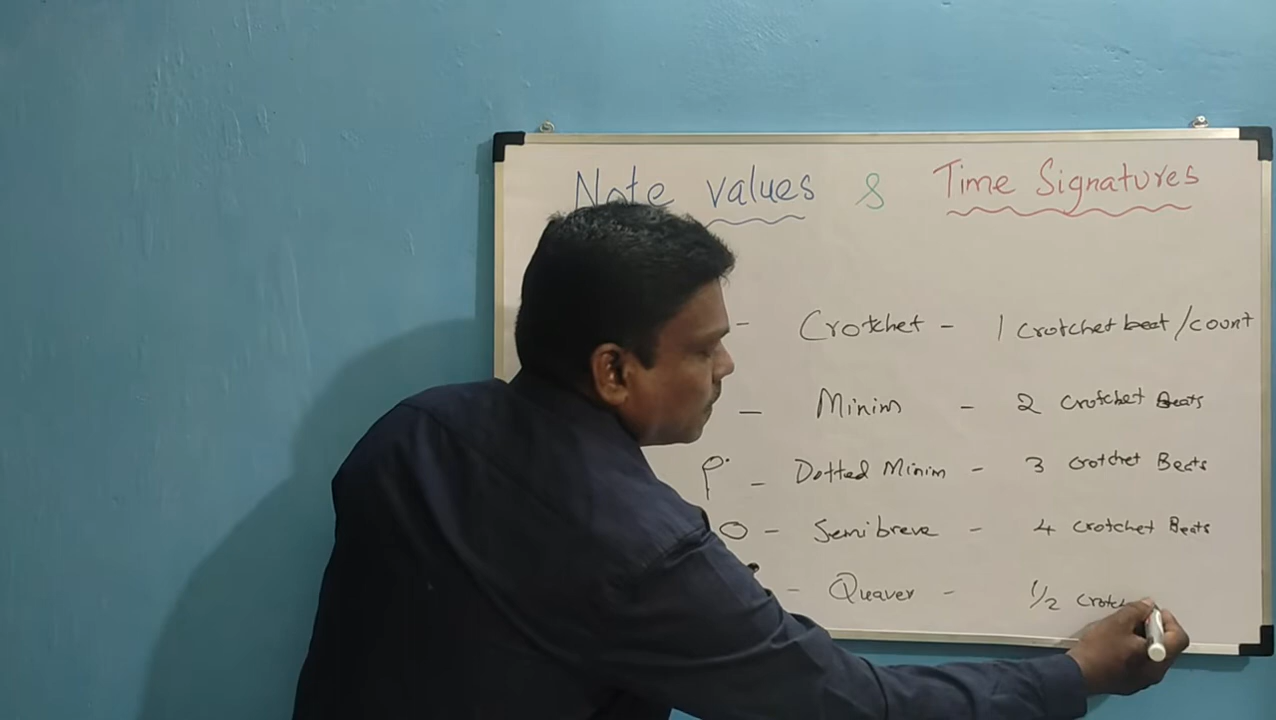 Note values & Time Signatures
- Crotchet - 1 crotchet beat/count
- Minim - 2 crotchet Beats
- Dotted Minim - 3 crotchet Beats
- Semibreve - 4 crotchet Beats
- Quaver - 1/2 crotch